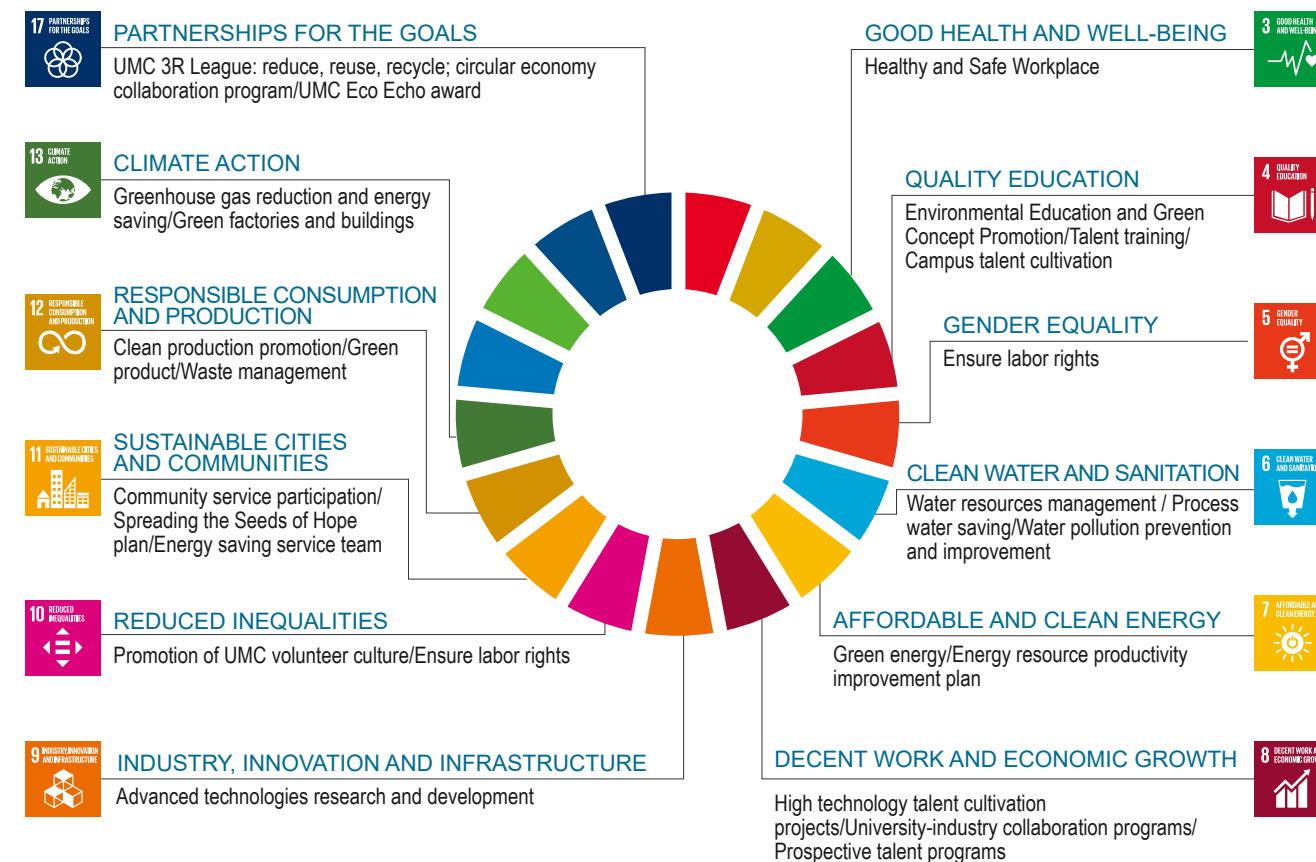 17 PARTNERSHIPS
FOR THE GOALS
PARTNERSHIPS FOR THE GOALS
UMC 3R League: reduce, reuse, recycle; circular economy
collaboration program/UMC Eco Echo award
13 CLIMATE
ACTION
CLIMATE ACTION
Greenhouse gas reduction and energy
saving/Green factories and buildings
12 RESPONSIBLE
CONSUMPTION
AND PRODUCTION
RESPONSIBLE CONSUMPTION
AND PRODUCTION
Clean production promotion/Green
product/Waste management
11 SUSTAINABLE CITIES
AND COMMUNITIES
SUSTAINABLE CITIES
AND COMMUNITIES
Community service participation/
Spreading the Seeds of Hope
plan/Energy saving service team
10 REDUCED
INEQUALITIES
REDUCED INEQUALITIES
Promotion of UMC volunteer culture/Ensure labor rights
9 INDUSTRY, INNOVATION
AND INFRASTRUCTURE
INDUSTRY, INNOVATION AND INFRASTRUCTURE
Advanced technologies research and development
GOOD HEALTH AND WELL-BEING
Healthy and Safe Workplace
3 GOOD HEALTH
AND WELL-BEIN
QUALITY EDUCATION
Environmental Education and Green
Concept Promotion/Talent training/
Campus talent cultivation
4 QUALITY
EDUCATION
GENDER EQUALITY
Ensure labor rights
5 GENDER
EQUALITY
CLEAN WATER AND SANITATION
Water resources management / Process
water saving/Water pollution prevention
and improvement
6 CLEAN WATER
AND SANITATIO
AFFORDABLE AND CLEAN ENERGY
Green energy/Energy resource productivity
improvement plan
7 AFFORDABLE A
CLEAN ENERGY
DECENT WORK AND ECONOMIC GROWTH
High technology talent cultivation
projects/University-industry collaboration programs/
Prospective talent programs
8 DECENT WORK A
ECONOMIC GROW